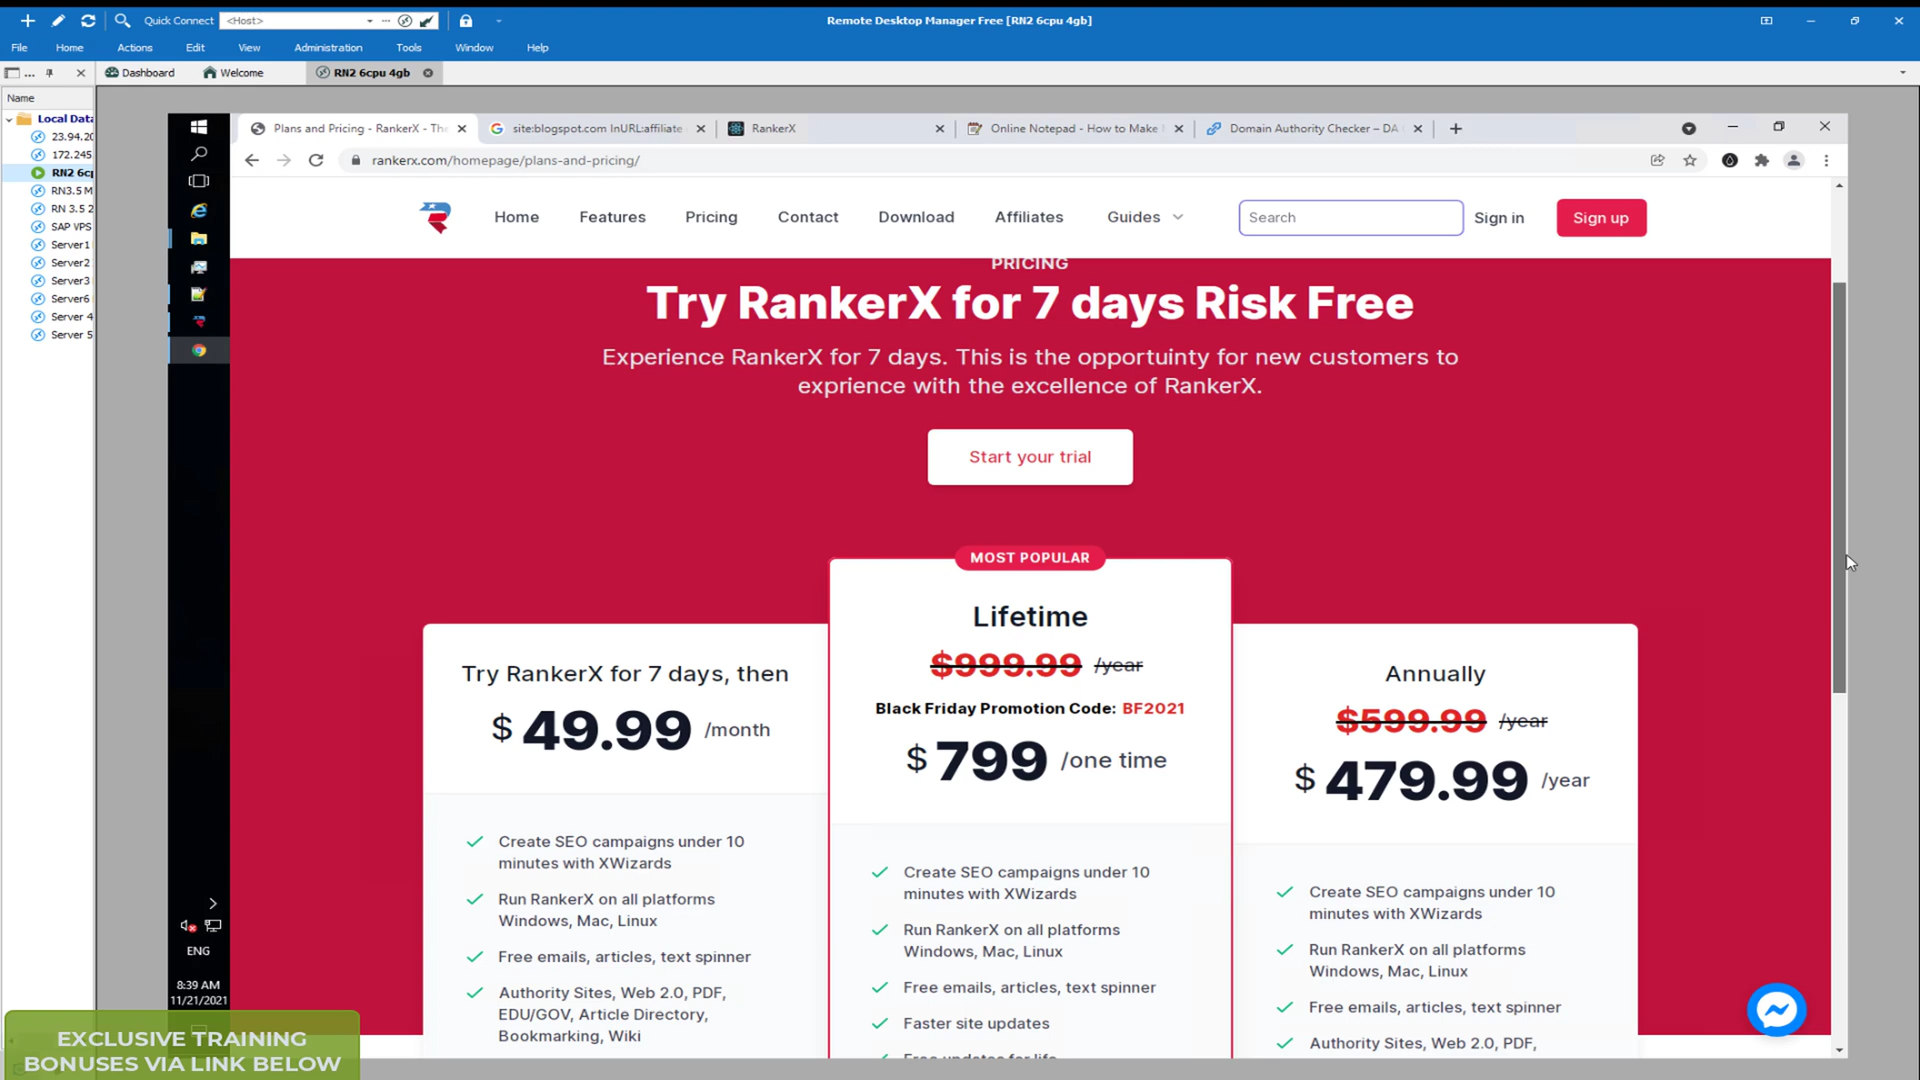 Quick Connect
<Host>
Remote Desktop Manager Free [RN2 6cpu 4gb]
File
Home
Actions
Edit
View
Administration
Tools
Window
Help
...
Dashboard
Welcome
RN2 6cpu 4gb
Name
Local Data
23.94.20
172.245
RN2 6cp
RN3.5 M
RN 3.5 2
SAP VPS
Server1
Server2
Server3
Server6
Server 4
Server 5
Plans and Pricing - RankerX - The
site:blogspot.com InURL:affiliate
RankerX
Online Notepad - How to Make
Domain Authority Checker – DA
rankerx.com/homepage/plans-and-pricing/
Home
Features
Pricing
Contact
Download
Affiliates
Guides
Search
Sign in
Sign up
PRICING
Try RankerX for 7 days Risk Free
Experience RankerX for 7 days. This is the opportuinty for new customers to
exprience with the excellence of RankerX.
Start your trial
MOST POPULAR
Try RankerX for 7 days, then
$ 49.99 /month
Create SEO campaigns under 10
minutes with XWizards
Run RankerX on all platforms
Windows, Mac, Linux
Free emails, articles, text spinner
Authority Sites, Web 2.0, PDF,
EDU/GOV, Article Directory,
Bookmarking, Wiki
Lifetime
$999.99 /year
Black Friday Promotion Code: BF2021
$ 799 /one time
Create SEO campaigns under 10
minutes with XWizards
Run RankerX on all platforms
Windows, Mac, Linux
Free emails, articles, text spinner
Faster site updates
Free updates for life
Annually
$599.99 /year
$ 479.99 /year
Create SEO campaigns under 10
minutes with XWizards
Run RankerX on all platforms
Windows, Mac, Linux
Free emails, articles, text spinner
Authority Sites, Web 2.0, PDF,
ENG
8:39 AM
11/21/2021
EXCLUSIVE TRAINING
BONUSES VIA LINK BELOW